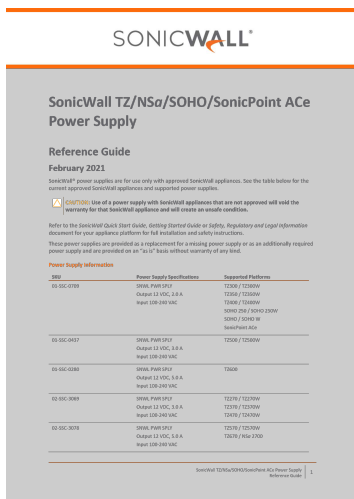 SONICWALL®
SonicWall TZ/NSa/SOHO/SonicPoint ACe
Power Supply
Reference Guide
February 2021
SonicWall® power supplies are for use only with approved SonicWall appliances. See the table below for the
current approved SonicWall appliances and supported power supplies.
CAUTION: Use of a power supply with SonicWall appliances that are not approved will void the
warranty for that SonicWall appliance and will create an unsafe condition.
Refer to the SonicWall Quick Start Guide, Getting Started Guide or Safety, Regulatory and Legal Information
document for your appliance platform for full installation and safety instructions.
These power supplies are provided as a replacement for a missing power supply or as an additionally required
power supply and are provided on an "as is" basis without warranty of any kind.
Power Supply Information
SKU Power Supply Specifications Supported Platforms
01-SSC-0709 SNWL PWR SPLY TZ300 / TZ300W
Output 12 VDC, 2.0 A TZ350 / TZ350W
Input 100-240 VAC TZ400 / TZ400W
SOHO 250 / SOHO 250W
SOHO / SOHO W
SonicPoint ACe
01-SSC-0437 SNWL PWR SPLY TZ500 / TZ500W
Output 12 VDC, 3.0 A
Input 100-240 VAC
01-SSC-0280 SNWL PWR SPLY TZ600
Output 12 VDC, 5.0 A
Input 100-240 VAC
02-SSC-3069 SNWL PWR SPLY TZ270 / TZ270W
Output 12 VDC, 3.0 A TZ370 / TZ370W
Input 100-240 VAC TZ470 / TZ470W
02-SSC-3078 SNWL PWR SPLY TZ570 / TZ570W
Output 12 VDC, 5.0 A TZ670 / NSa 2700
Input 100-240 VAC
SonicWall TZ/NSa/SOHO/SonicPoint ACe Power Supply
Reference Guide 1